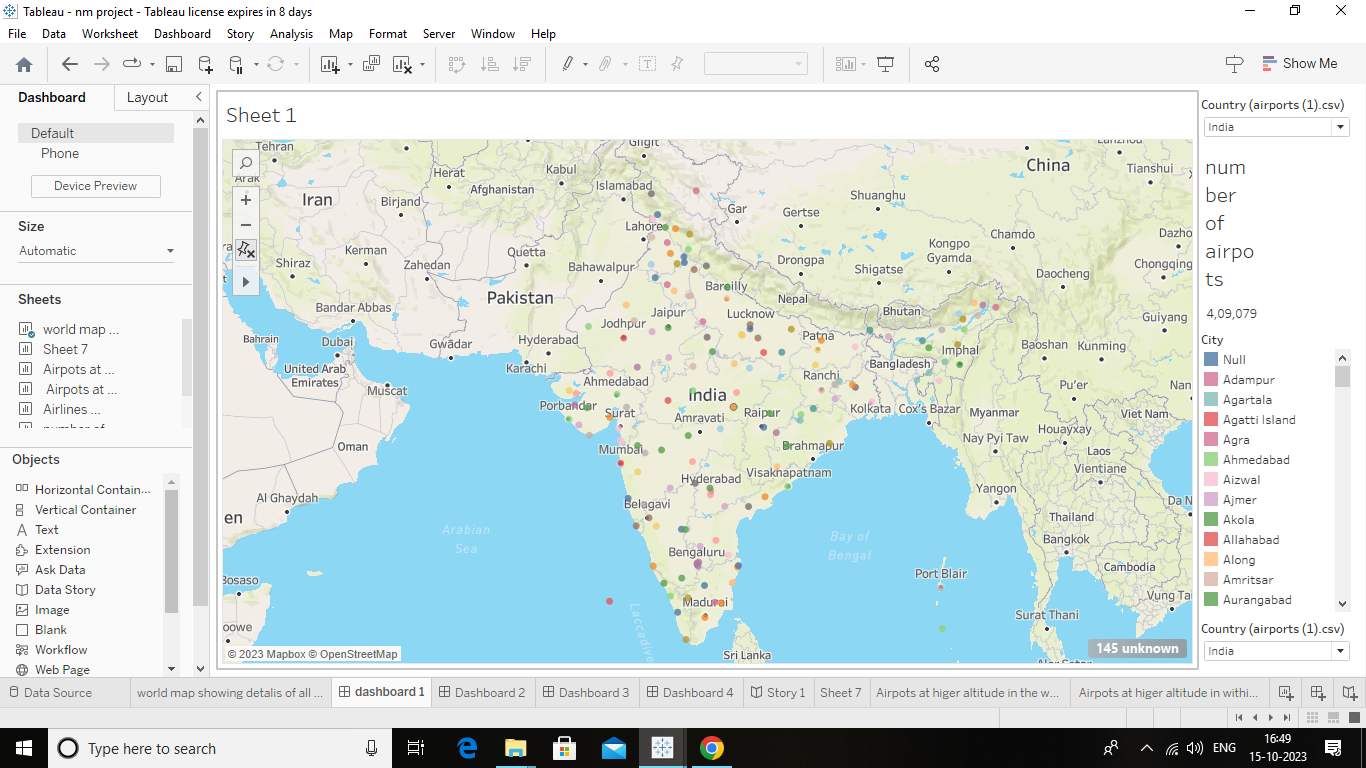 Tableau - nm project - Tableau license expires in 8 days
File Data Worksheet Dashboard Story Analysis Map Format Server Window Help
Show Me
Dashboard Layout
Default
Phone
Device Preview
Size
Automatic
Sheets
world map ...
Sheet 7
Airpots at ...
Airpots at ...
Airlines ...
Objects
Horizontal Contain...
Vertical Container
Text
Extension
Ask Data
Data Story
Image
Blank
Workflow
Web Page
Sheet 1
Tehran
Herat
Kabul
Gilgit
Islamabad
China
Tianshui
Arak
Iran
Birjand
Afghanistan
Gar
Gertse
Shuanghu
Lahore
Chamdo
Dazho
Kerman
Quetta
Kongpo
Gyamda
Shiraz
Zahedan
Bahawalpur
Drongpa
Shigatse
Daocheng
Chongqing
Bareilly
Pakistan
Nepal
Bandar Abbas
Jaipur
Lucknow
Bhutan
Guiyang
Jodhpur
Patna
Bahrain
Dubai
Gwādar
Hyderabad
Imphal
Baoshan
Kunming
Karachi
Bangladesh
United Arab
Emirates
Muscat
Ahmedabad
Ranchi
Pu'er
Nan
India
Porbandar
Surat
Amravati
Raipur
Kolkata
Cox's Bazar
Myanmar
Viet Nam
Houayxay
Oman
Mumbai
Brahmapur
Nay Pyi Taw
Laos
Vientiane
Visaknapatnam
Hyderabad
Al Ghaydah
Yangon
Da N
en
Belagavi
Thailand
Arabian
Sea
Bay of
Bengal
Bangkok
Bengaluru
Cambodia
Bosaso
Port Blair
Vung Tau
Madurai
Surat Thani
oowe
Laccadive
Sri Lanka
Alor Setar
© 2023 Mapbox © OpenStreetMap
145 unknown
Country (airports (1).csv)
India
num
ber
of
airpo
ts
4,09,079
City
Null
Adampur
Agartala
Agatti Island
Agra
Ahmedabad
Aizwal
Ajmer
Akola
Allahabad
Along
Amritsar
Aurangabad
Country (airports (1).csv)
India
Data Source world map showing detalis of all ... dashboard 1 Dashboard 2 Dashboard 3 Dashboard 4 Story 1 Sheet 7 Airpots at higer altitude in the w... Airpots at higer altitude in withi...
Type here to search
ENG
16:49
15-10-2023